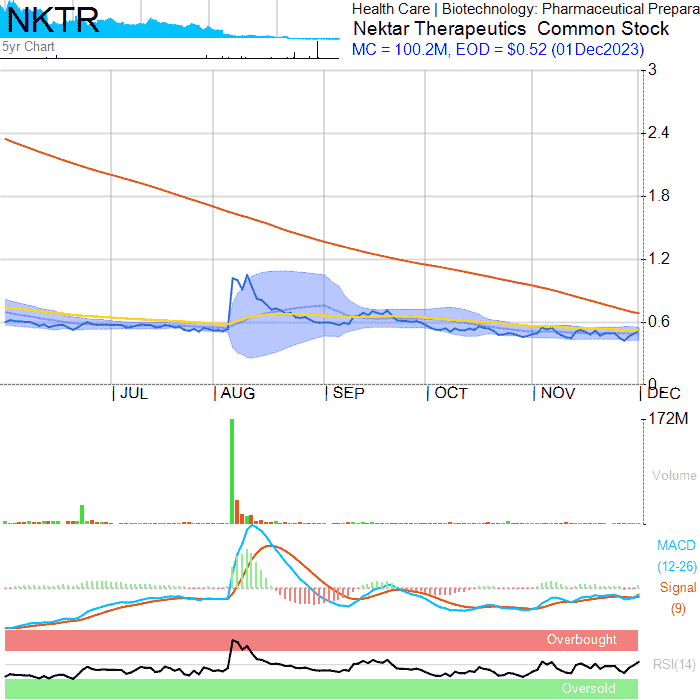 NKTR
5yr Chart
Health Care | Biotechnology: Pharmaceutical Prepara
Nektar Therapeutics  Common Stock
MC = 100.2M, EOD = $0.52 (01Dec2023)
3
2.4
1.8
1.2
0.6
0
JUL
AUG
SEP
OCT
NOV
DEC
172M
Volume
MACD
(12-26)
Signal
(9)
Overbought
RSI(14)
Oversold